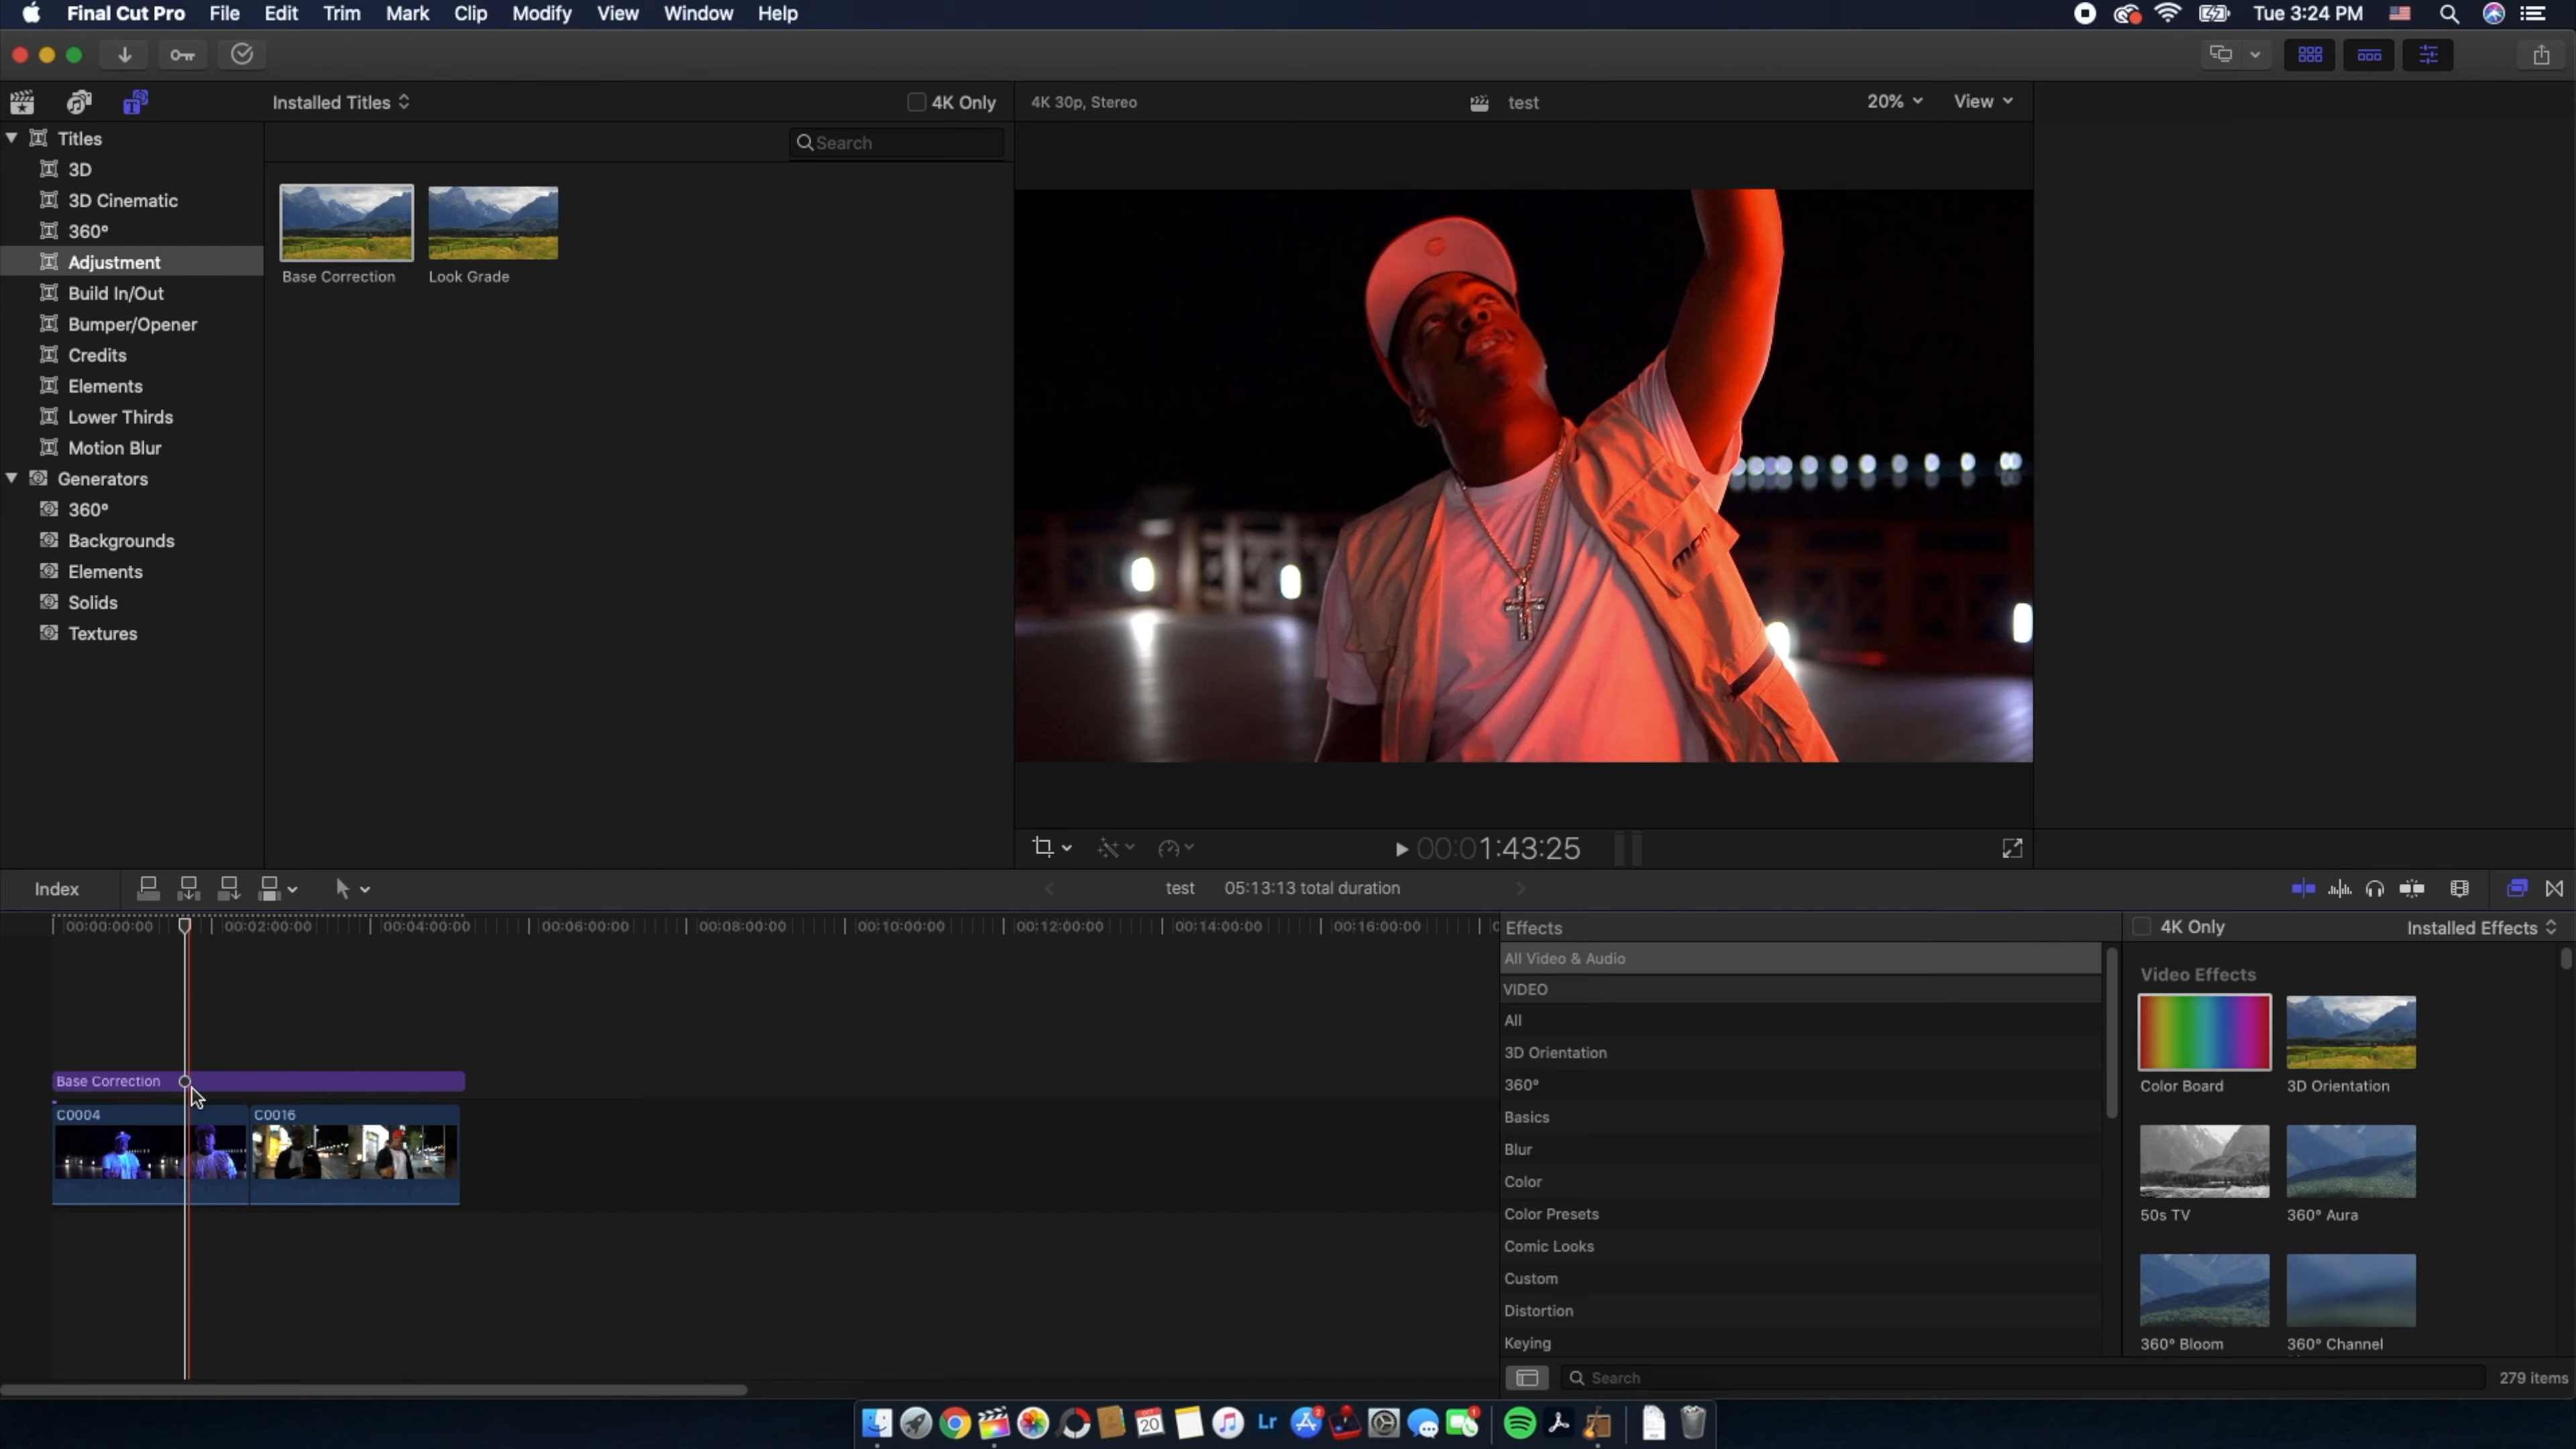 Final Cut Pro File Edit Trim Mark Clip Modify View Window Help
Tue 3:24 PM
Installed Titles
4K Only
4K 30p, Stereo
test
20%
View
Search
Titles
3D
3D Cinematic
360°
Adjustment
Build In/Out
Bumper/Opener
Credits
Elements
Lower Thirds
Motion Blur
Generators
360°
Backgrounds
Elements
Solids
Textures
Base Correction
Look Grade
00:01:43:25
Index
test
05:13:13 total duration
00:00:00:00
00:02:00:00
00:04:00:00
00:06:00:00
00:08:00:00
00:10:00:00
00:12:00:00
00:14:00:00
00:16:00:00
Base Correction
C0004
C0016
Effects
All Video & Audio
VIDEO
All
3D Orientation
360°
Basics
Blur
Color
Color Presets
Comic Looks
Custom
Distortion
Keying
4K Only
Installed Effects
Video Effects
Color Board
3D Orientation
50s TV
360° Aura
360° Bloom
360° Channel
Search
279 items
OCT
20
Lr
2
1